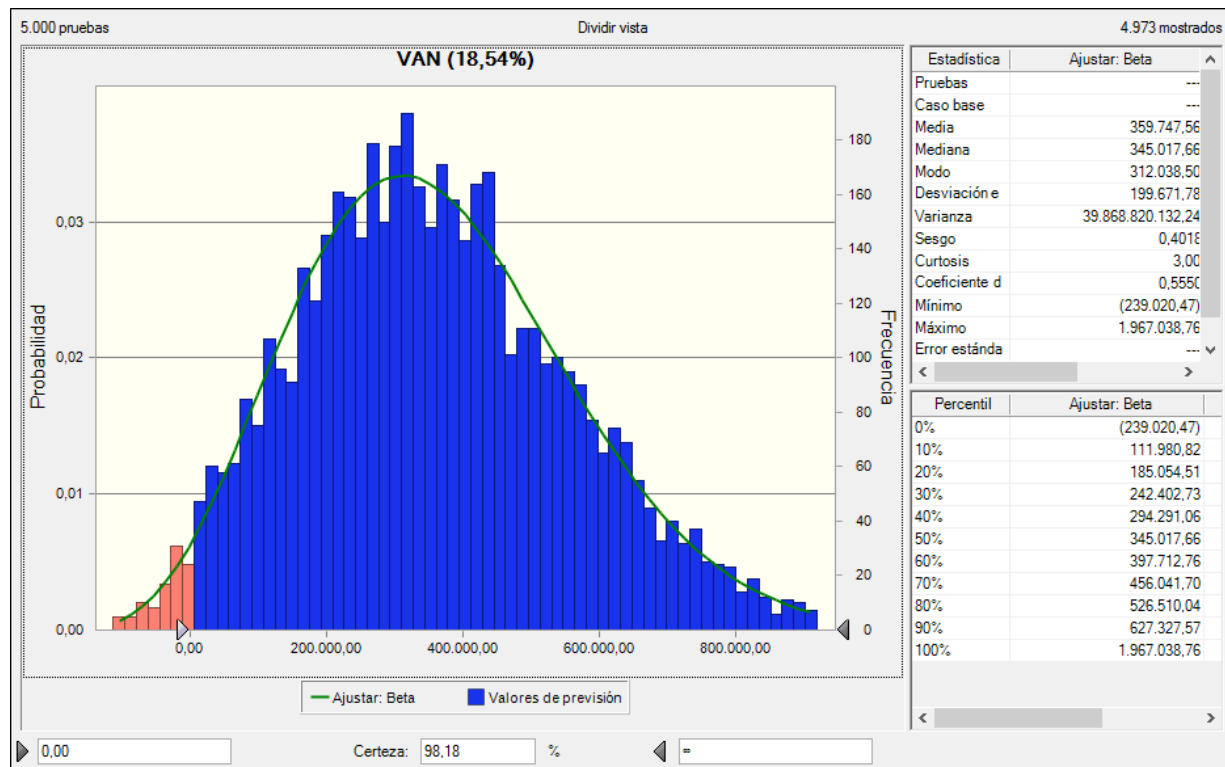 5.000 pruebas Dividir vista 4.973 mostrados
VAN (18,54%)
Probabilidad
0,03
0,02
0,01
0,00
180
160
140
120
100
80
60
40
20
0
Frecuencia
0,00 200.000,00 400.000,00 600.000,00 800.000,00
Ajustar: Beta Valores de previsión
Estadística Ajustar: Beta
Pruebas ---
Caso base ---
Media 359.747,56
Mediana 345.017,66
Modo 312.038,50
Desviación e 199.671,78
Varianza 39.868.820.132,24
Sesgo 0,4018
Curtosis 3,00
Coeficiente d 0,5550
Mínimo (239.020,47)
Máximo 1.967.038,76
Error estánda ---
Percentil Ajustar: Beta
0% (239.020,47)
10% 111.980,82
20% 185.054,51
30% 242.402,73
40% 294.291,06
50% 345.017,66
60% 397.712,76
70% 456.041,70
80% 526.510,04
90% 627.327,57
100% 1.967.038,76
0,00 Certeza: 98,18 % ∞